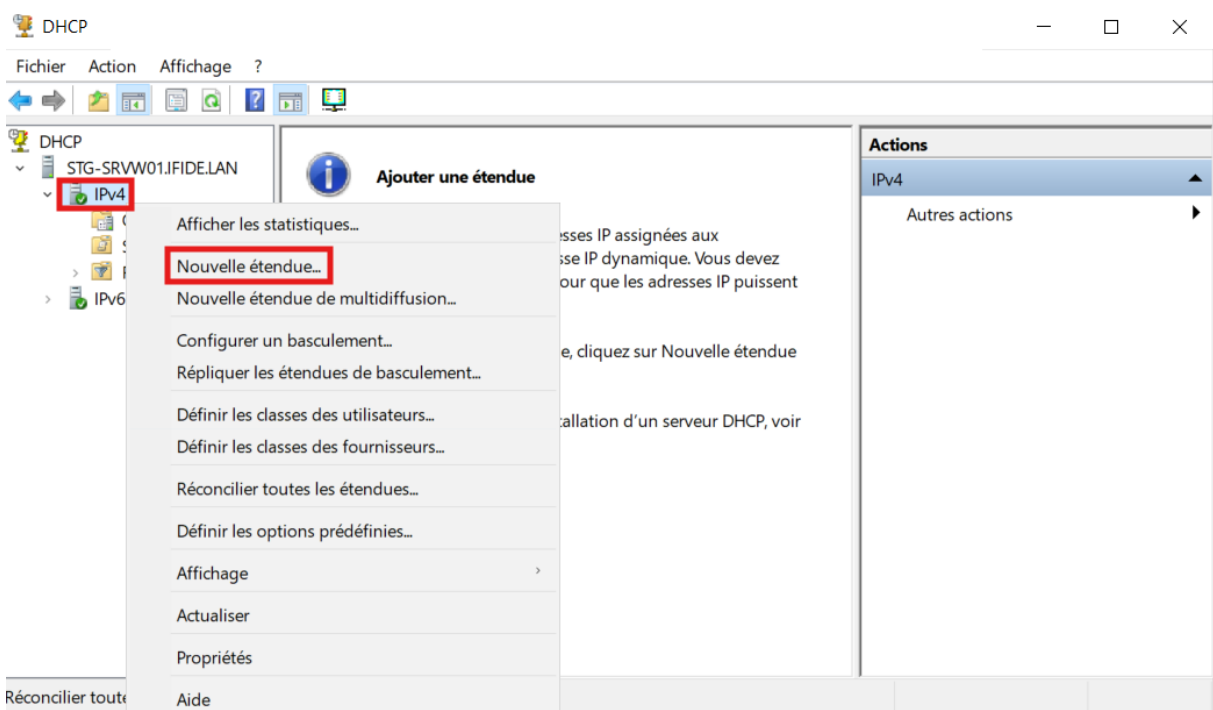 DHCP
Fichier Action Affichage ?
DHCP
STG-SRVW01.IFIDE.LAN
IPv4
IPv6
Ajouter une étendue
esses IP assignées aux
sse IP dynamique. Vous devez
our que les adresses IP puissent
e, cliquez sur Nouvelle étendue
tallation d'un serveur DHCP, voir
Afficher les statistiques...
Nouvelle étendue...
Nouvelle étendue de multidiffusion...
Configurer un basculement...
Répliquer les étendues de basculement...
Définir les classes des utilisateurs...
Définir les classes des fournisseurs...
Réconcilier toutes les étendues...
Définir les options prédéfinies...
Affichage
Actualiser
Propriétés
Aide
Actions
IPv4
Autres actions
Réconcilier toute